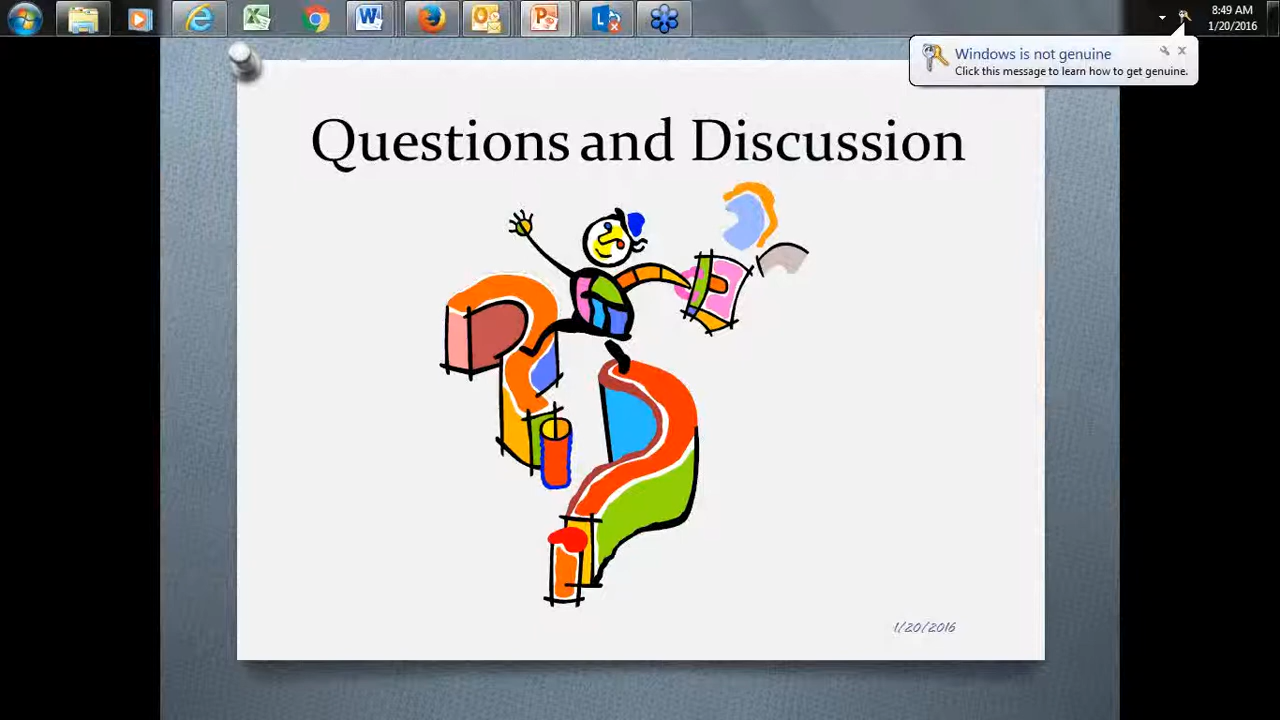 8:49 AM
1/20/2016
Windows is not genuine
Click this message to learn how to get genuine.
Questions and Discussion
1/20/2016